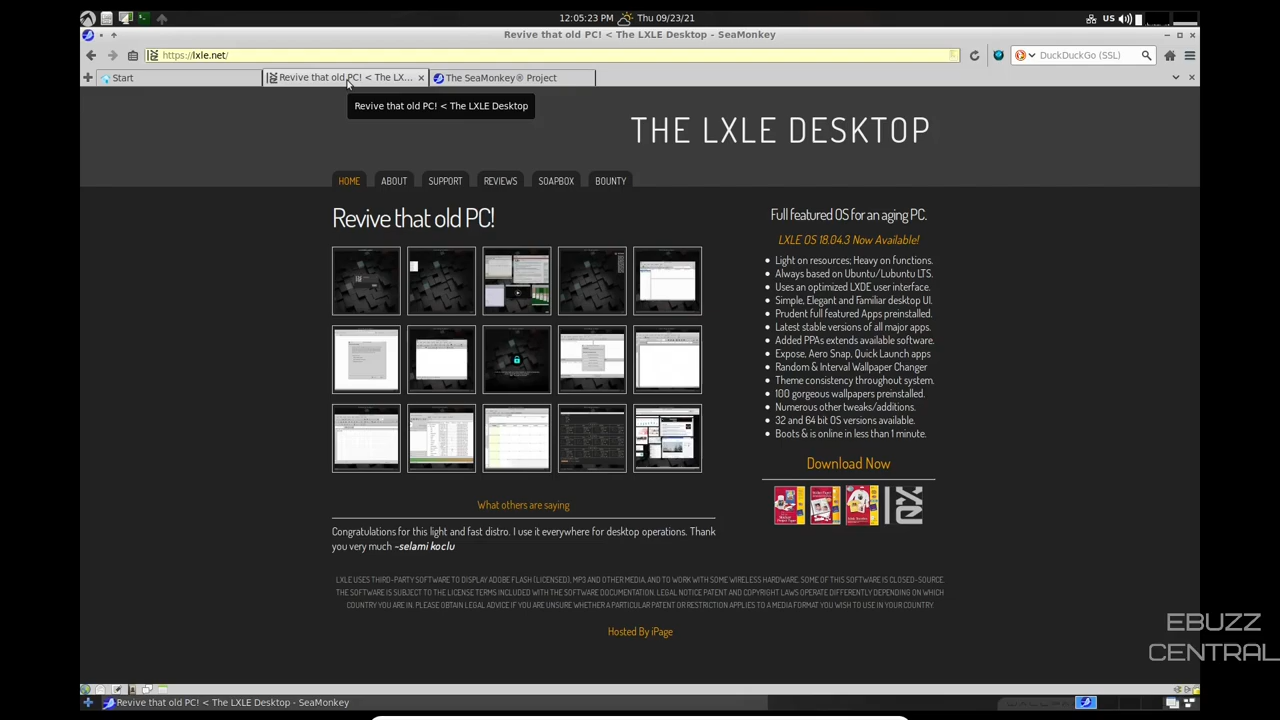 12:05:23 PM Thu 09/23/21 US
Revive that old PC! < The LXLE Desktop - SeaMonkey
https://lxle.net/ DuckDuckGo (SSL)
Start Revive that old PC! < The LX... The SeaMonkey® Project
Revive that old PC! < The LXLE Desktop
THE LXLE DESKTOP
HOME ABOUT SUPPORT REVIEWS SOAPBOX BOUNTY
Revive that old PC!
Full featured OS for an aging PC.
LXLE OS 18.04.3 Now Available!
Light on resources; Heavy on functions.
Always based on Ubuntu/Lubuntu LTS.
Uses an optimized LXDE user interface.
Simple, Elegant and Familiar desktop UI.
Prudent full featured Apps preinstalled.
Latest stable versions of all major apps.
Added PPAs extends available software.
Expose, Aero Snap, Quick Launch apps
Random & Interval Wallpaper Changer
Theme consistency throughout system.
100 gorgeous wallpapers preinstalled.
Numerous other tweaks/additions.
32 and 64 bit OS versions available.
Boots & is online in less than 1 minute.
Download Now
What others are saying
Congratulations for this light and fast distro. I use it everywhere for desktop operations. Thank
you very much ~selami koclu
LXLE USES THIRD-PARTY SOFTWARE TO DISPLAY ADOBE FLASH (LICENSED), MP3 AND OTHER MEDIA, AND TO WORK WITH SOME WIRELESS HARDWARE. SOME OF THIS SOFTWARE IS CLOSED-SOURCE.
THE SOFTWARE IS SUBJECT TO THE LICENSE TERMS INCLUDED WITH THE SOFTWARE DOCUMENTATION. LEGAL NOTICE PATENT AND COPYRIGHT LAWS OPERATE DIFFERENTLY DEPENDING ON WHICH
COUNTRY YOU ARE IN. PLEASE OBTAIN LEGAL ADVICE IF YOU ARE UNSURE WHETHER A PARTICULAR PATENT OR RESTRICTION APPLIES TO A MEDIA FORMAT YOU WISH TO USE IN YOUR COUNTRY.
Hosted By iPage
EBUZZ
CENTRAL
Revive that old PC! < The LXLE Desktop - SeaMonkey